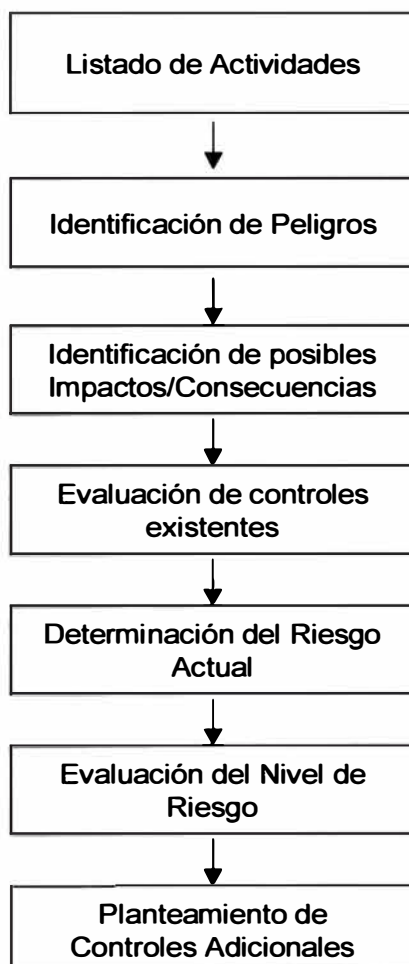 Listado de Actividades
Identificación de Peligros
Identificación de posibles
Impactos/Consecuencias
Evaluación de controles
existentes
Determinación del Riesgo
Actual
Evaluación del Nivel de
Riesgo
Planteamiento de
Controles Adicionales